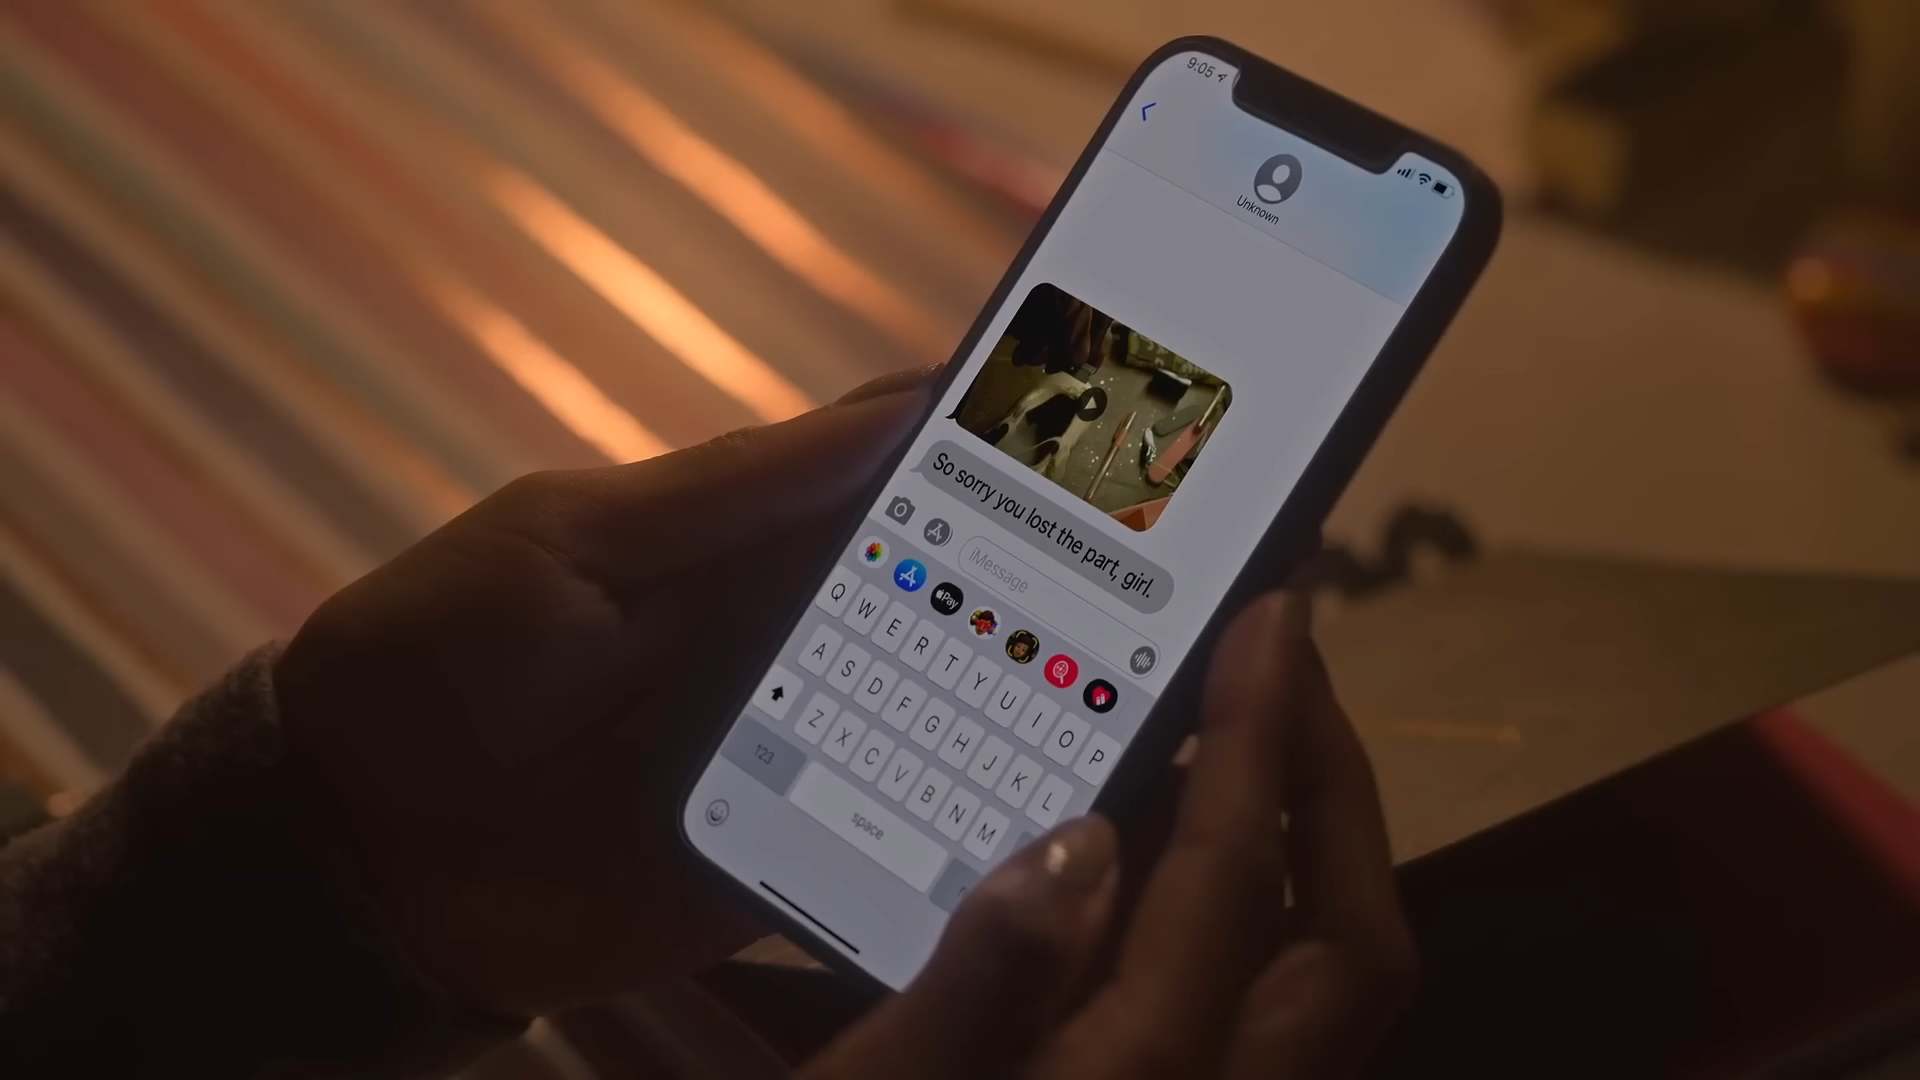 9:05
Unknown
So sorry you lost the part, girl.
iMessage
Pay
Q W E R T Y U I O P
A S D F G H J K L
Z X C V B N M
123
space